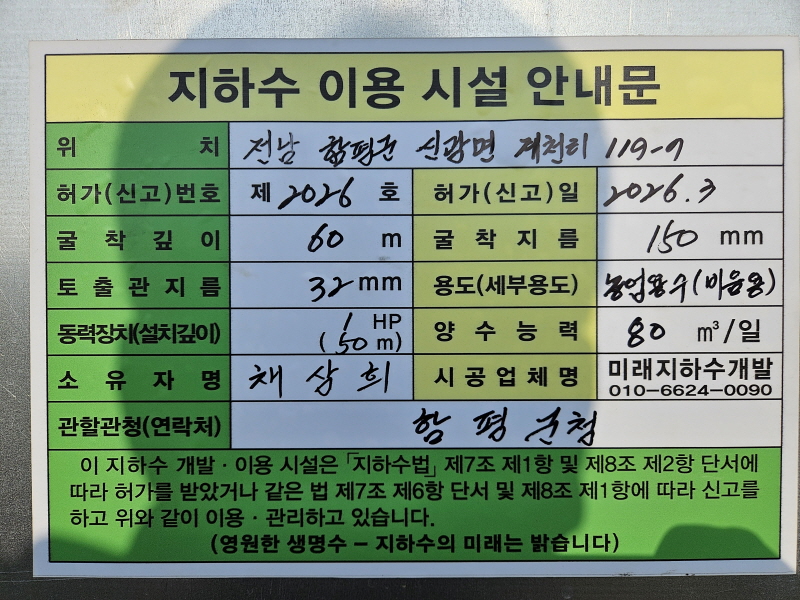 지하수 이용 시설 안내문
위 치 전남 함평군 신광면 계천리 119-9
허가(신고)번호 제 2026 호 허가(신고)일 2026.3
굴착깊이 60 m 굴착지름 150 mm
토출관지름 32 mm 용도(세부용도) 농업용수(마을용)
동력장치(설치깊이) 1 HP (50 m) 양수능력 80 m³/일
소유자명 채삼희 시공업체명 미래지하수개발 010-6624-0090
관할관청(연락처) 함평군청
이 지하수 개발·이용 시설은 「지하수법」 제7조 제1항 및 제8조 제2항 단서에
따라 허가를 받았거나 같은 법 제7조 제6항 단서 및 제8조 제1항에 따라 신고를
하고 위와 같이 이용·관리하고 있습니다.
(영원한 생명수 – 지하수의 미래는 밝습니다)